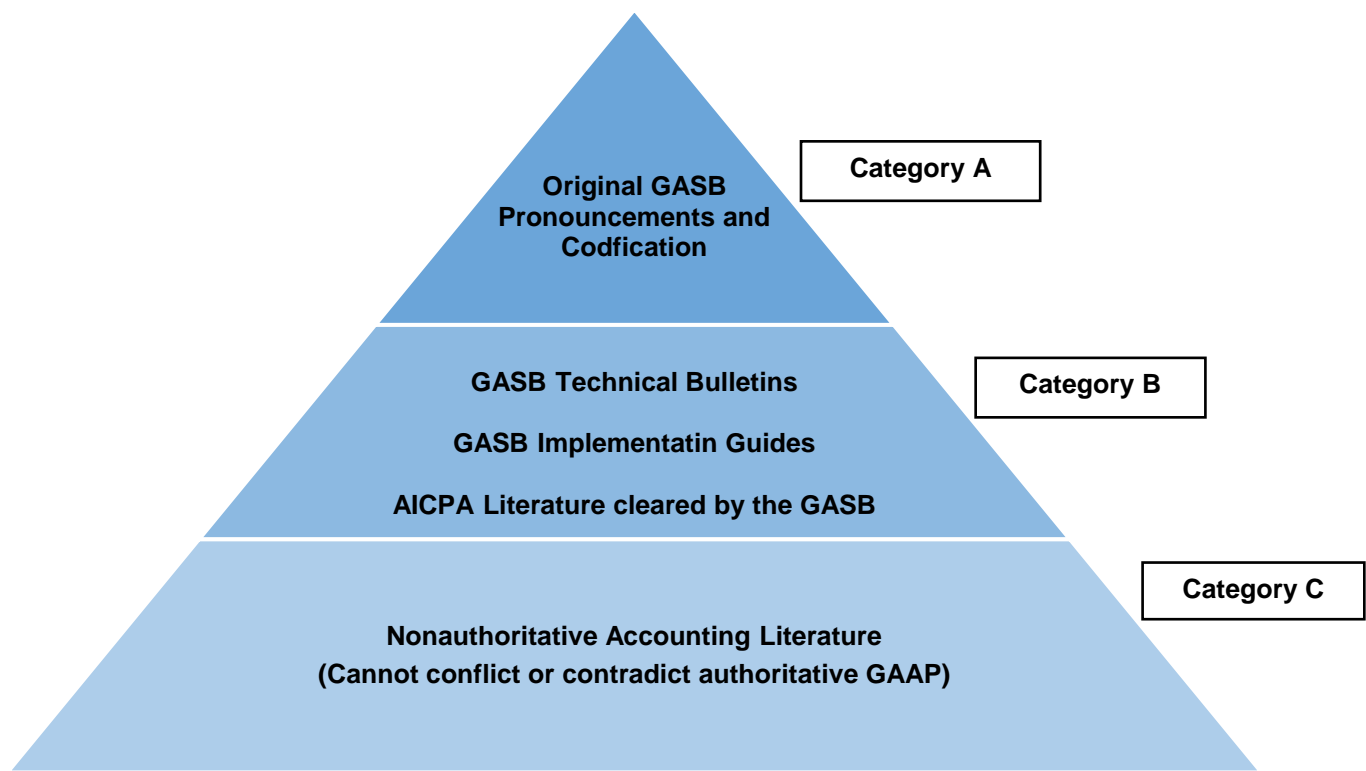 Category A
Original GASB
Pronouncements and
Codfication
GASB Technical Bulletins
Category B
GASB Implementatin Guides
AICPA Literature cleared by the GASB
Category C
Nonauthoritative Accounting Literature
(Cannot conflict or contradict authoritative GAAP)